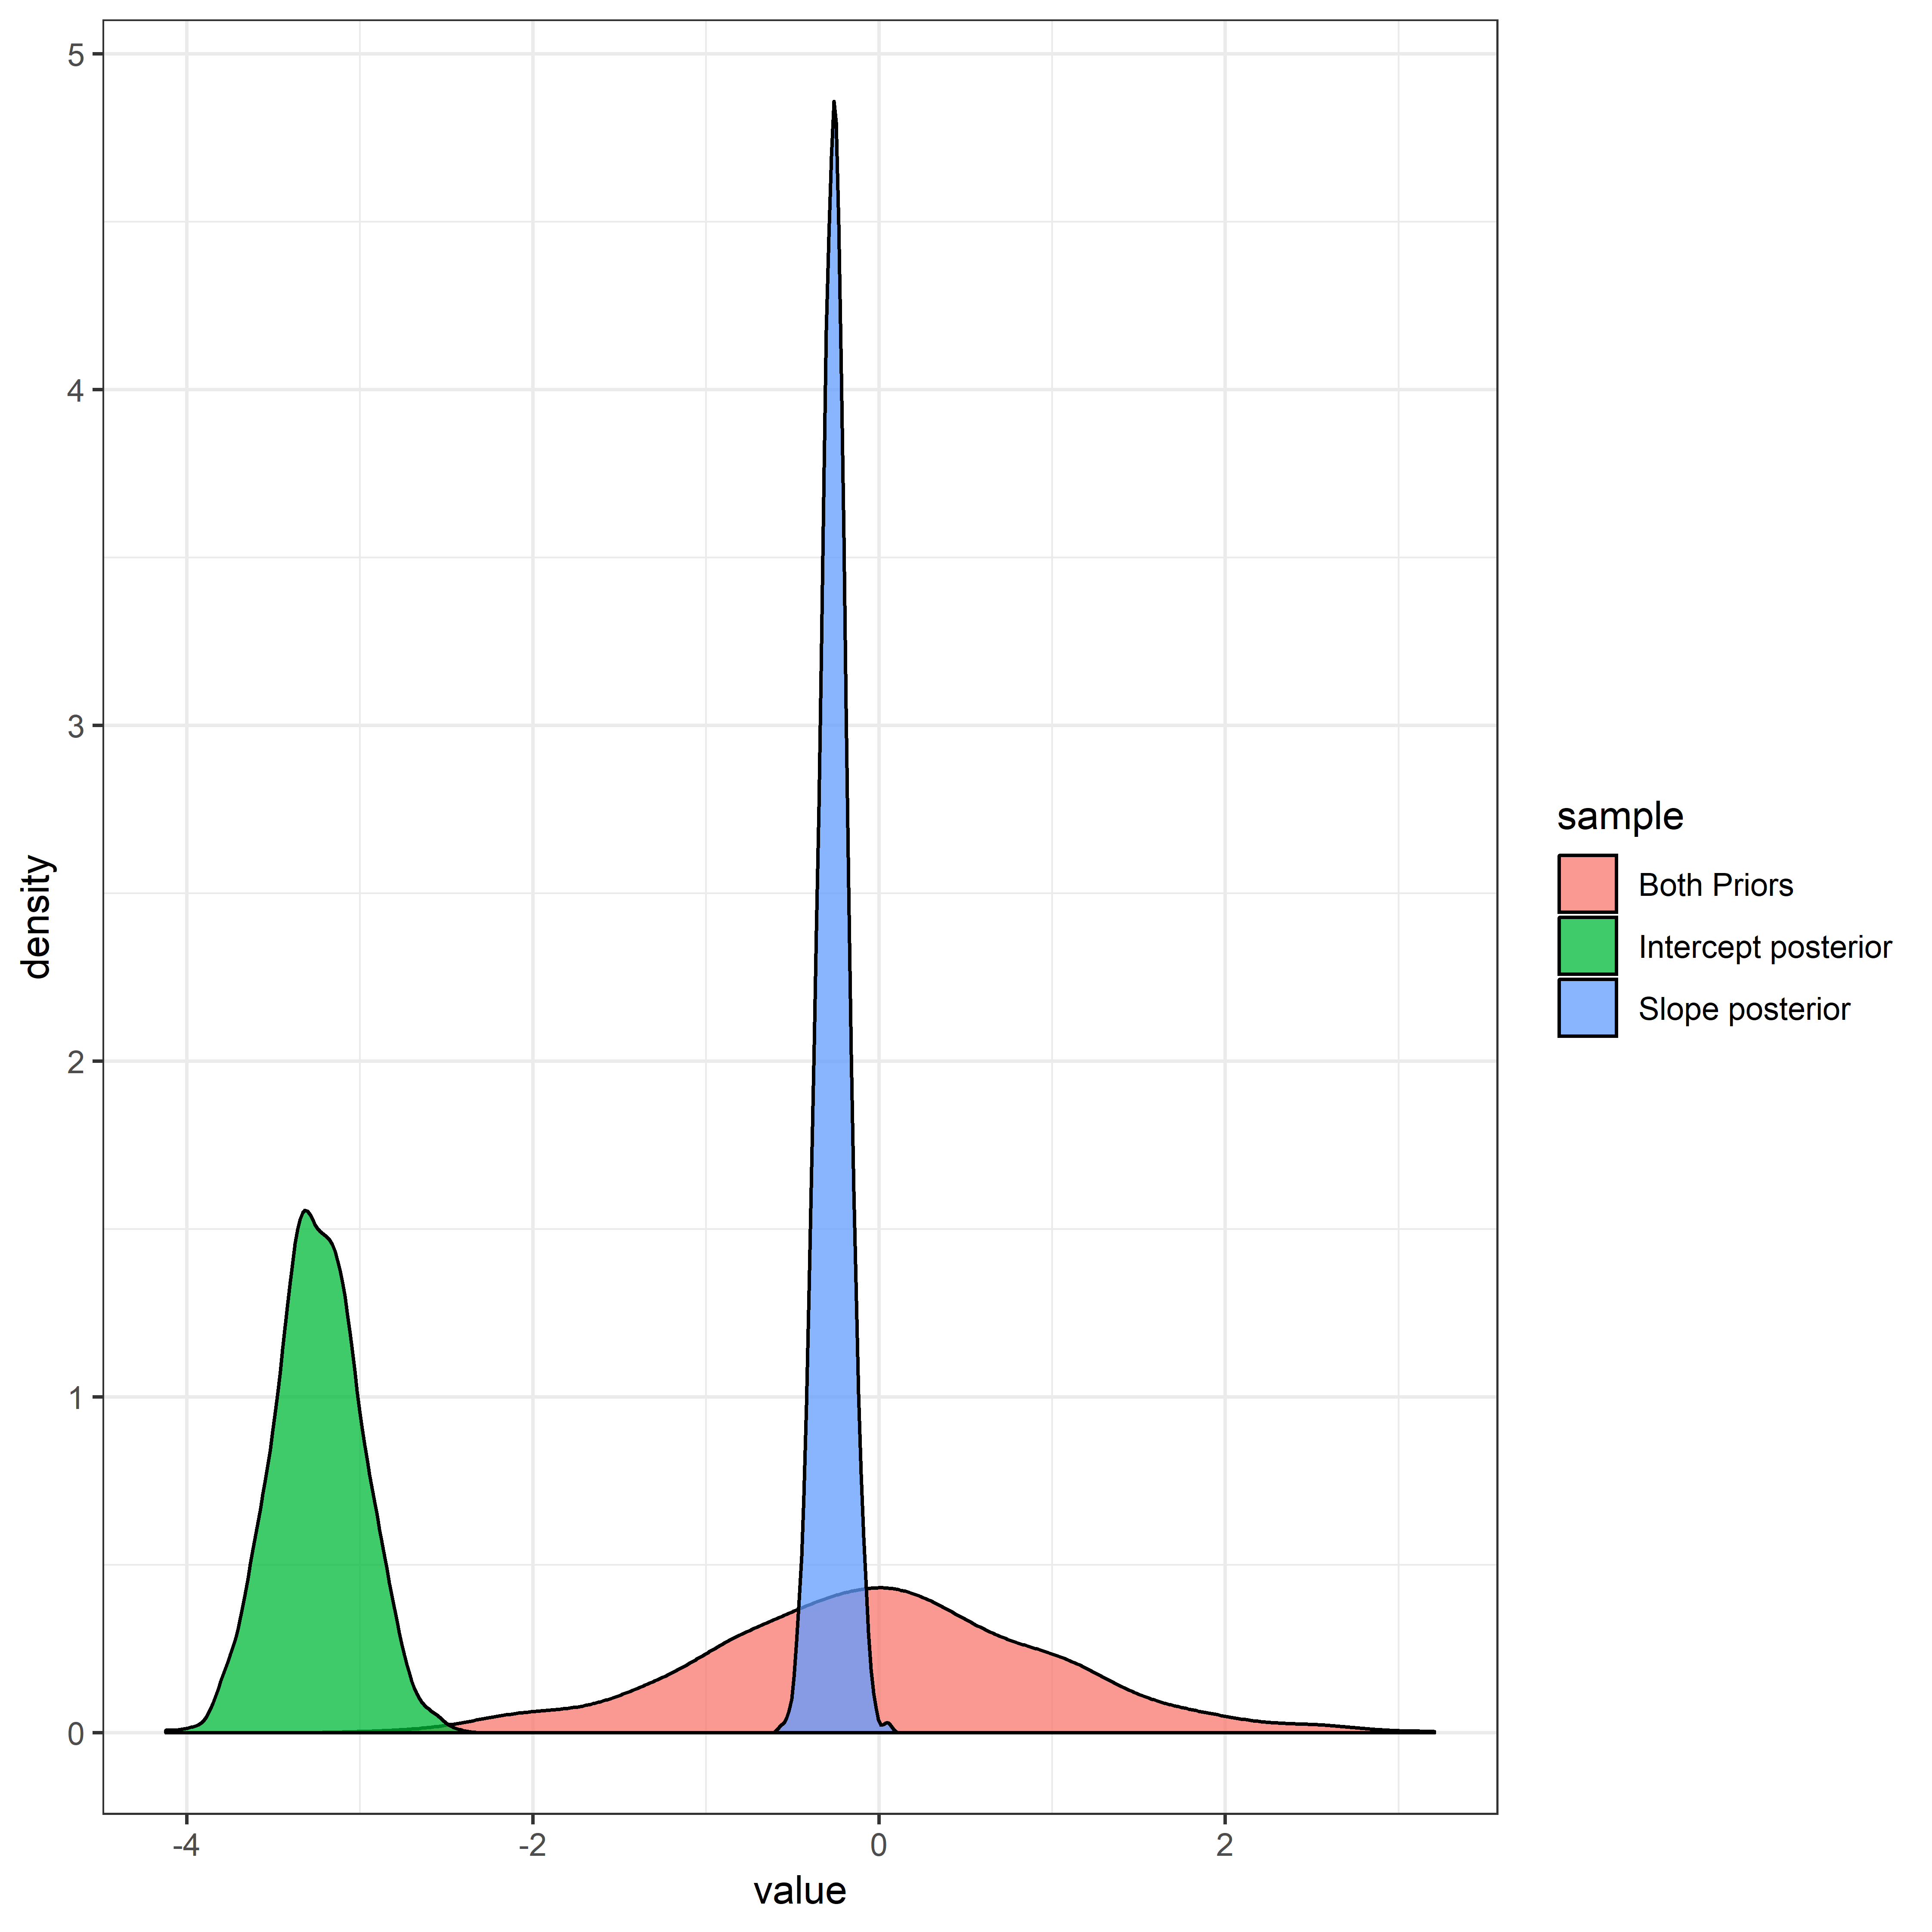 5
4
3
2
1
0
density
-4
-2
0
2
value
sample
Both Priors
Intercept posterior
Slope posterior